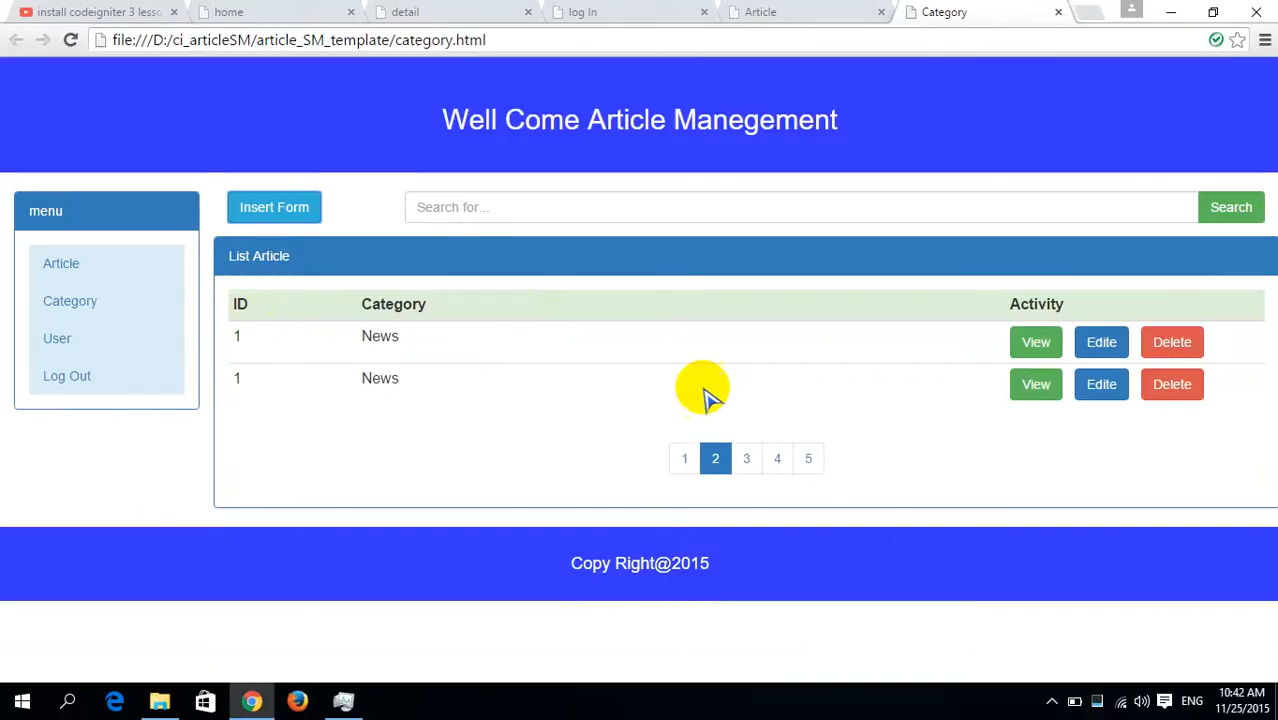 install codeigniter 3 lesso
home
detail
log In
Article
Category
file:///D:/ci_articleSM/article_SM_template/category.html
Well Come Article Manegement
menu
Article
Category
User
Log Out
Insert Form
Search for...
Search
List Article
ID Category Activity
1 News View Edite Delete
1 News View Edite Delete
1 2 3 4 5
Copy Right@2015
ENG
10:42 AM
11/25/2015